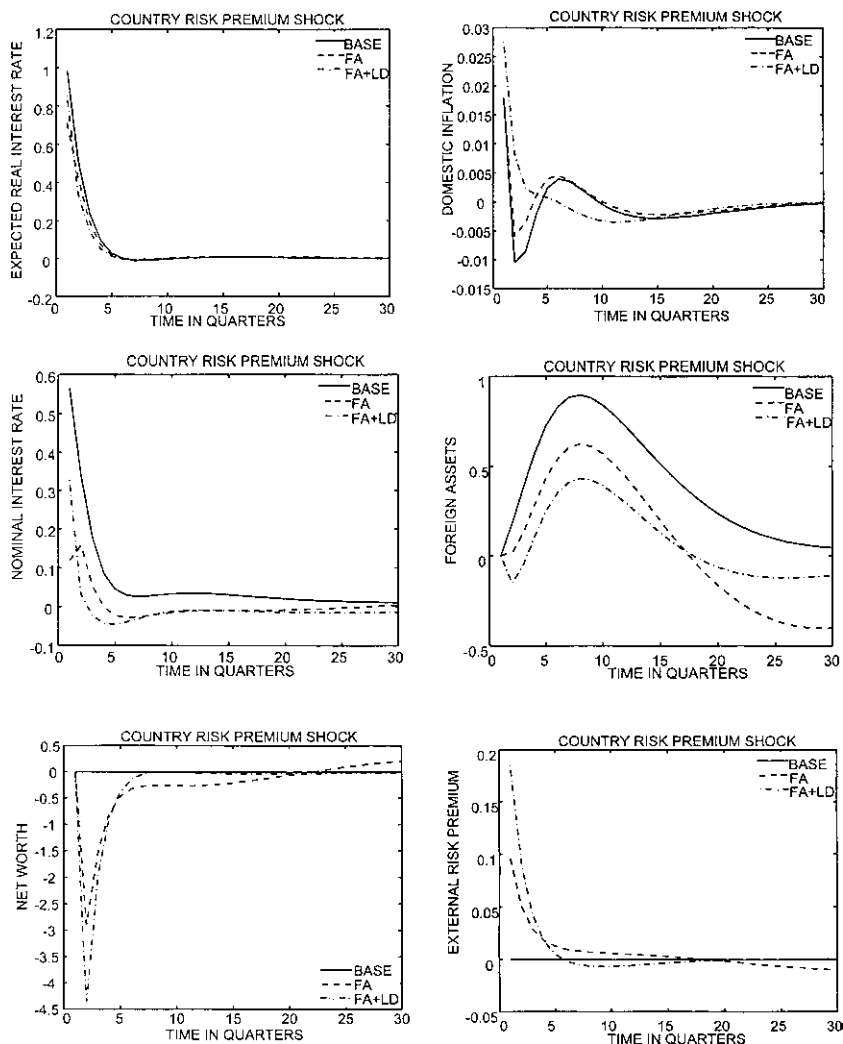 COUNTRY RISK PREMIUM SHOCK
BASE
FA
FA+LD
EXPECTED REAL INTEREST RATE
1.2
1
0.8
0.6
0.4
0.2
0
-0.2
0 5 10 15 20 25 30
TIME IN QUARTERS
COUNTRY RISK PREMIUM SHOCK
BASE
FA
FA+LD
DOMESTIC INFLATION
0.03
0.025
0.02
0.015
0.01
0.005
0
-0.005
-0.01
-0.015
0 5 10 15 20 25 30
TIME IN QUARTERS
COUNTRY RISK PREMIUM SHOCK
BASE
FA
FA+LD
NOMINAL INTEREST RATE
0.6
0.5
0.4
0.3
0.2
0.1
0
-0.1
0 5 10 15 20 25 30
TIME IN QUARTERS
COUNTRY RISK PREMIUM SHOCK
BASE
FA
FA+LD
FOREIGN ASSETS
1
0.5
0
-0.5
0 5 10 15 20 25 30
TIME IN QUARTERS
COUNTRY RISK PREMIUM SHOCK
NET WORTH
0.5
0
-0.5
-1
-1.5
-2
-2.5
-3
-3.5
-4
-4.5
BASE
FA
FA+LD
0 5 10 15 20 25 30
TIME IN QUARTERS
COUNTRY RISK PREMIUM SHOCK
BASE
FA
FA+LD
EXTERNAL RISK PREMIUM
0.2
0.15
0.1
0.05
0
-0.05
0 5 10 15 20 25 30
TIME IN QUARTERS